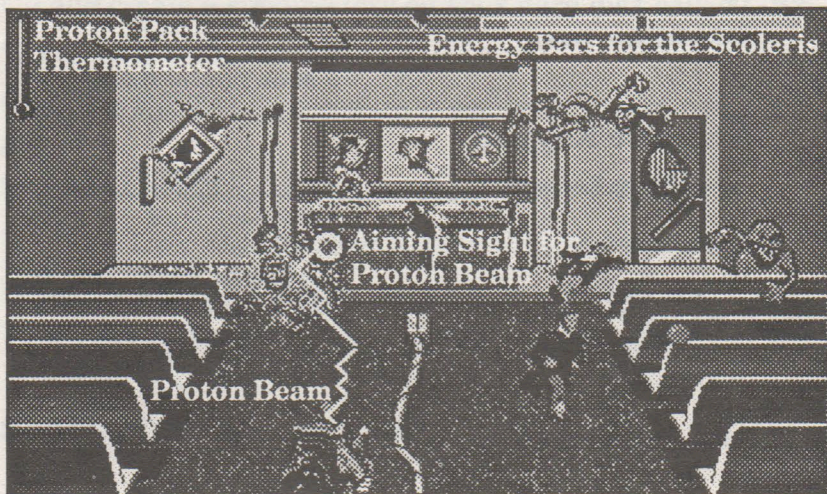 Proton Pack
Thermometer
Energy Bars for the Scoleris
Aiming Sight for
Proton Beam
Proton Beam